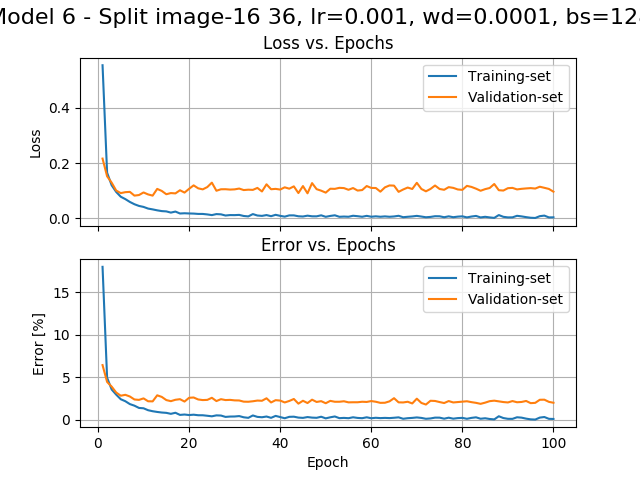 Model 6 - Split image-16 36, lr=0.001, wd=0.0001, bs=12
Loss vs. Epochs
Training-set
Validation-set
0.4
0.2
0.0
Loss
Error vs. Epochs
Training-set
Validation-set
15
10
5
0
Error [%]
0
20
40
60
80
100
Epoch